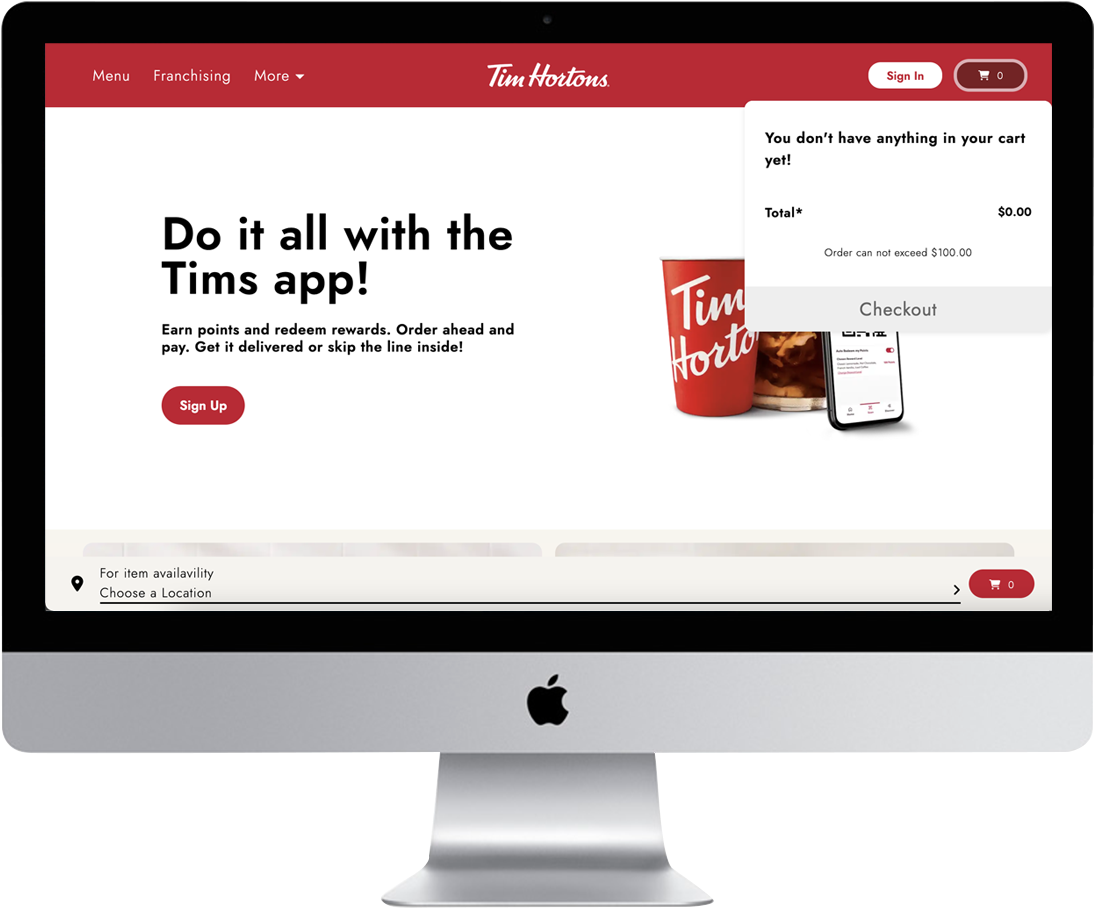 Menu Franchising More
Tim Hortons
Sign In
0
You don't have anything in your cart
yet!
Total* $0.00
Order can not exceed $100.00
Checkout
Do it all with the
Tims app!
Earn points and redeem rewards. Order ahead and
pay. Get it delivered or skip the line inside!
Sign Up
Tim
Horto
For item availavility
Choose a Location
0